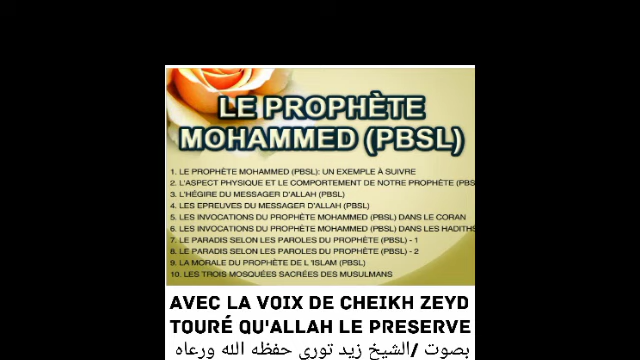 LE PROPHÈTE
MOHAMMED (PBSL)
1. LE PROPHÈTE MOHAMMED (PBSL): UN EXEMPLE À SUIVRE
2. L'ASPECT PHYSIQUE ET LE COMPORTEMENT DE NOTRE PROPHÈTE (PBS
3. L'HÉGIRE DU MESSAGER D'ALLAH (PBSL)
4. LES EPREUVES DU MESSAGER D'ALLAH (PBSL)
5. LES INVOCATIONS DU PROPHÈTE MOHAMMED (PBSL) DANS LE CORAN
6. LES INVOCATIONS DU PROPHÈTE MOHAMMED (PBSL) DANS LES HADITHS
7. LE PARADIS SELON LES PAROLES DU PROPHÈTE (PBSL) - 1
8. LE PARADIS SELON LES PAROLES DU PROPHÈTE (PBSL) - 2
9. LA MORALE DU PROPHÈTE DE L'ISLAM (PBSL)
10. LES TROIS MOSQUÉES SACRÉES DES MUSULMANS
AVEC LA VOIX DE CHEIKH ZEYD
TOURÉ QU'ALLAH LE PRESERVE
بصوت /الشيخ زيد توري حفظه الله ورعاه